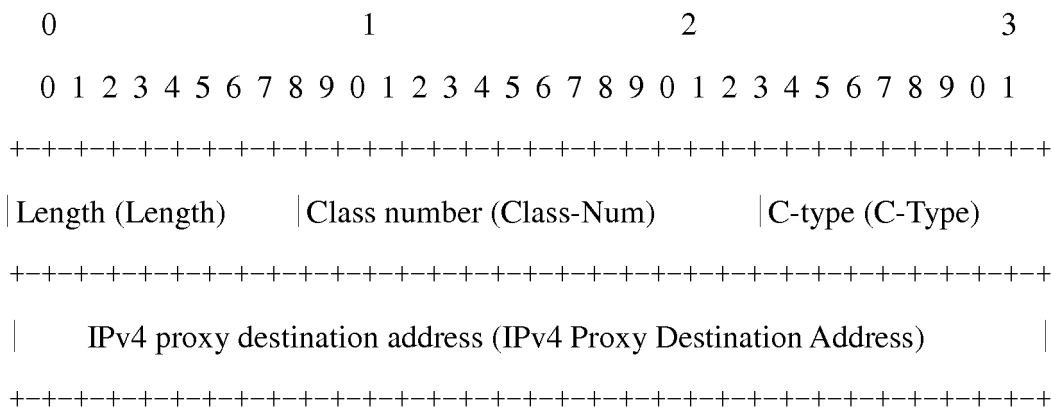 0 1 2 3
0 1 2 3 4 5 6 7 8 9 0 1 2 3 4 5 6 7 8 9 0 1 2 3 4 5 6 7 8 9 0 1
+-+-+-+-+-+-+-+-+-+-+-+-+-+-+-+-+-+-+-+-+-+-+-+-+-+-+-+-+-+-+-+-+
|Length (Length) |Class number (Class-Num) |C-type (C-Type)
+-+-+-+-+-+-+-+-+-+-+-+-+-+-+-+-+-+-+-+-+-+-+-+-+-+-+-+-+-+-+-+-+
| IPv4 proxy destination address (IPv4 Proxy Destination Address) |
+-+-+-+-+-+-+-+-+-+-+-+-+-+-+-+-+-+-+-+-+-+-+-+-+-+-+-+-+-+-+-+-+